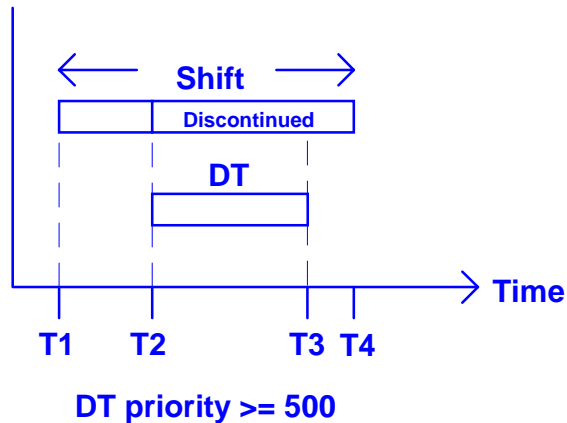 Shift
Discontinued
DT
Time
T1 T2 T3 T4
DT priority >= 500